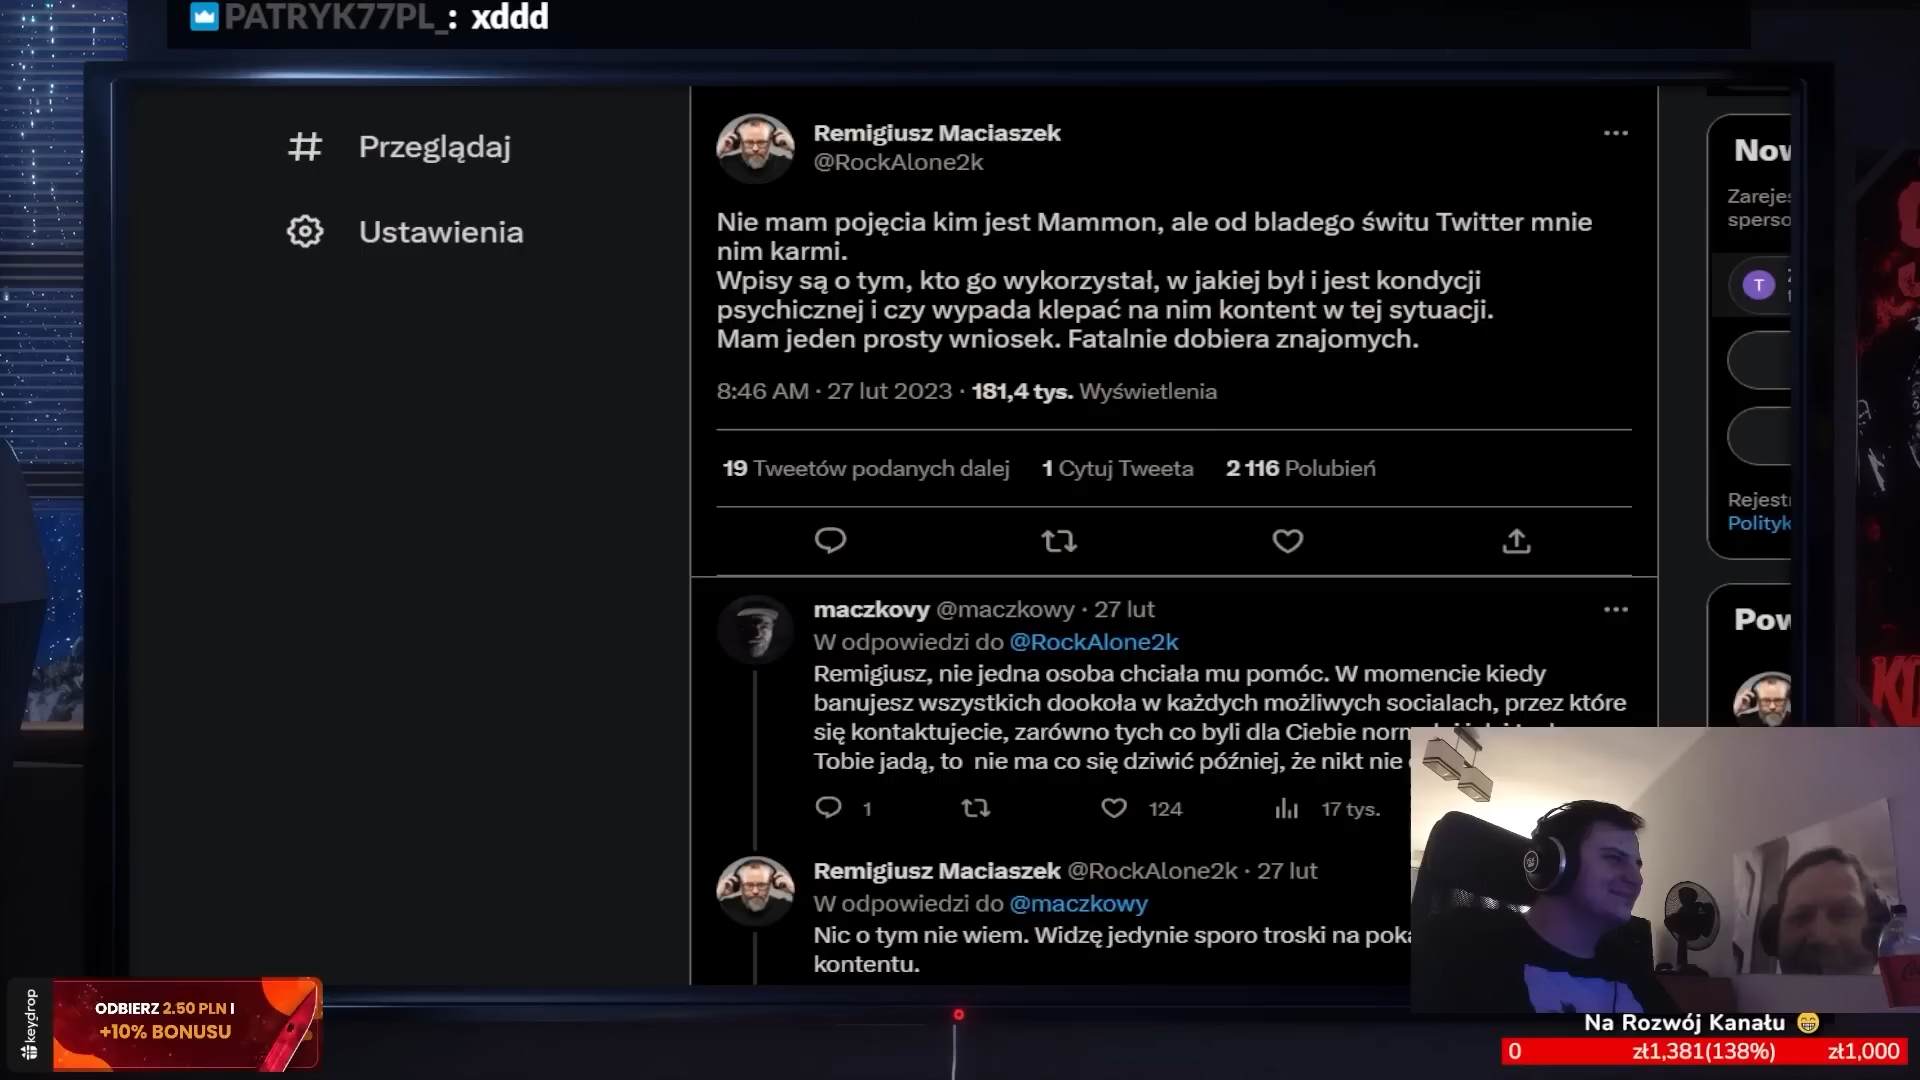 PATRYK77PL_: xddd
Przeglądaj
Ustawienia
Remigiusz Maciaszek
@RockAlone2k
Nie mam pojęcia kim jest Mammon, ale od bladego świtu Twitter mnie
nim karmi.
Wpisy są o tym, kto go wykorzystał, w jakiej był i jest kondycji
psychicznej i czy wypada klepać na nim kontent w tej sytuacji.
Mam jeden prosty wniosek. Fatalnie dobiera znajomych.
8:46 AM · 27 lut 2023 · 181,4 tys. Wyświetlenia
19 Tweetów podanych dalej 1 Cytuj Tweeta 2 116 Polubień
maczkovy @maczkowy · 27 lut
W odpowiedzi do @RockAlone2k
Remigiusz, nie jedna osoba chciała mu pomóc. W momencie kiedy
banujesz wszystkich dookoła w każdych możliwych socialach, przez które
się kontaktujecie, zarówno tych co byli dla Ciebie
Tobie jadą, to nie ma co się dziwić później, że nikt nie
1 124 17 tys.
Remigiusz Maciaszek @RockAlone2k · 27 lut
W odpowiedzi do @maczkowy
Nic o tym nie wiem. Widzę jedynie sporo troski na
kontentu.
Now
Zarejes
sperso
T
Rejestr
Polityk
Pow
keydrop
ODBIERZ 2.50 PLN I
+10% BONUSU
Na Rozwój Kanału 😁
0 zł1,381(138%) zł1,000